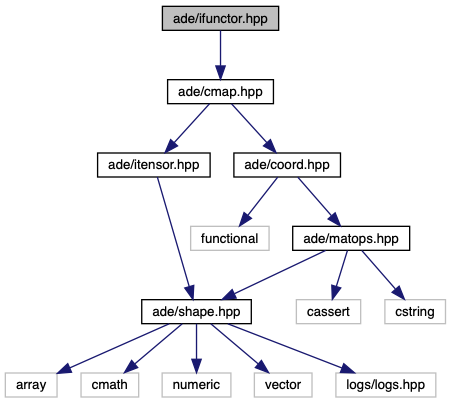 ade/ifunctor.hpp
ade/cmap.hpp
ade/itensor.hpp
ade/coord.hpp
functional
ade/matops.hpp
ade/shape.hpp
cassert
cstring
array
cmath
numeric
vector
logs/logs.hpp